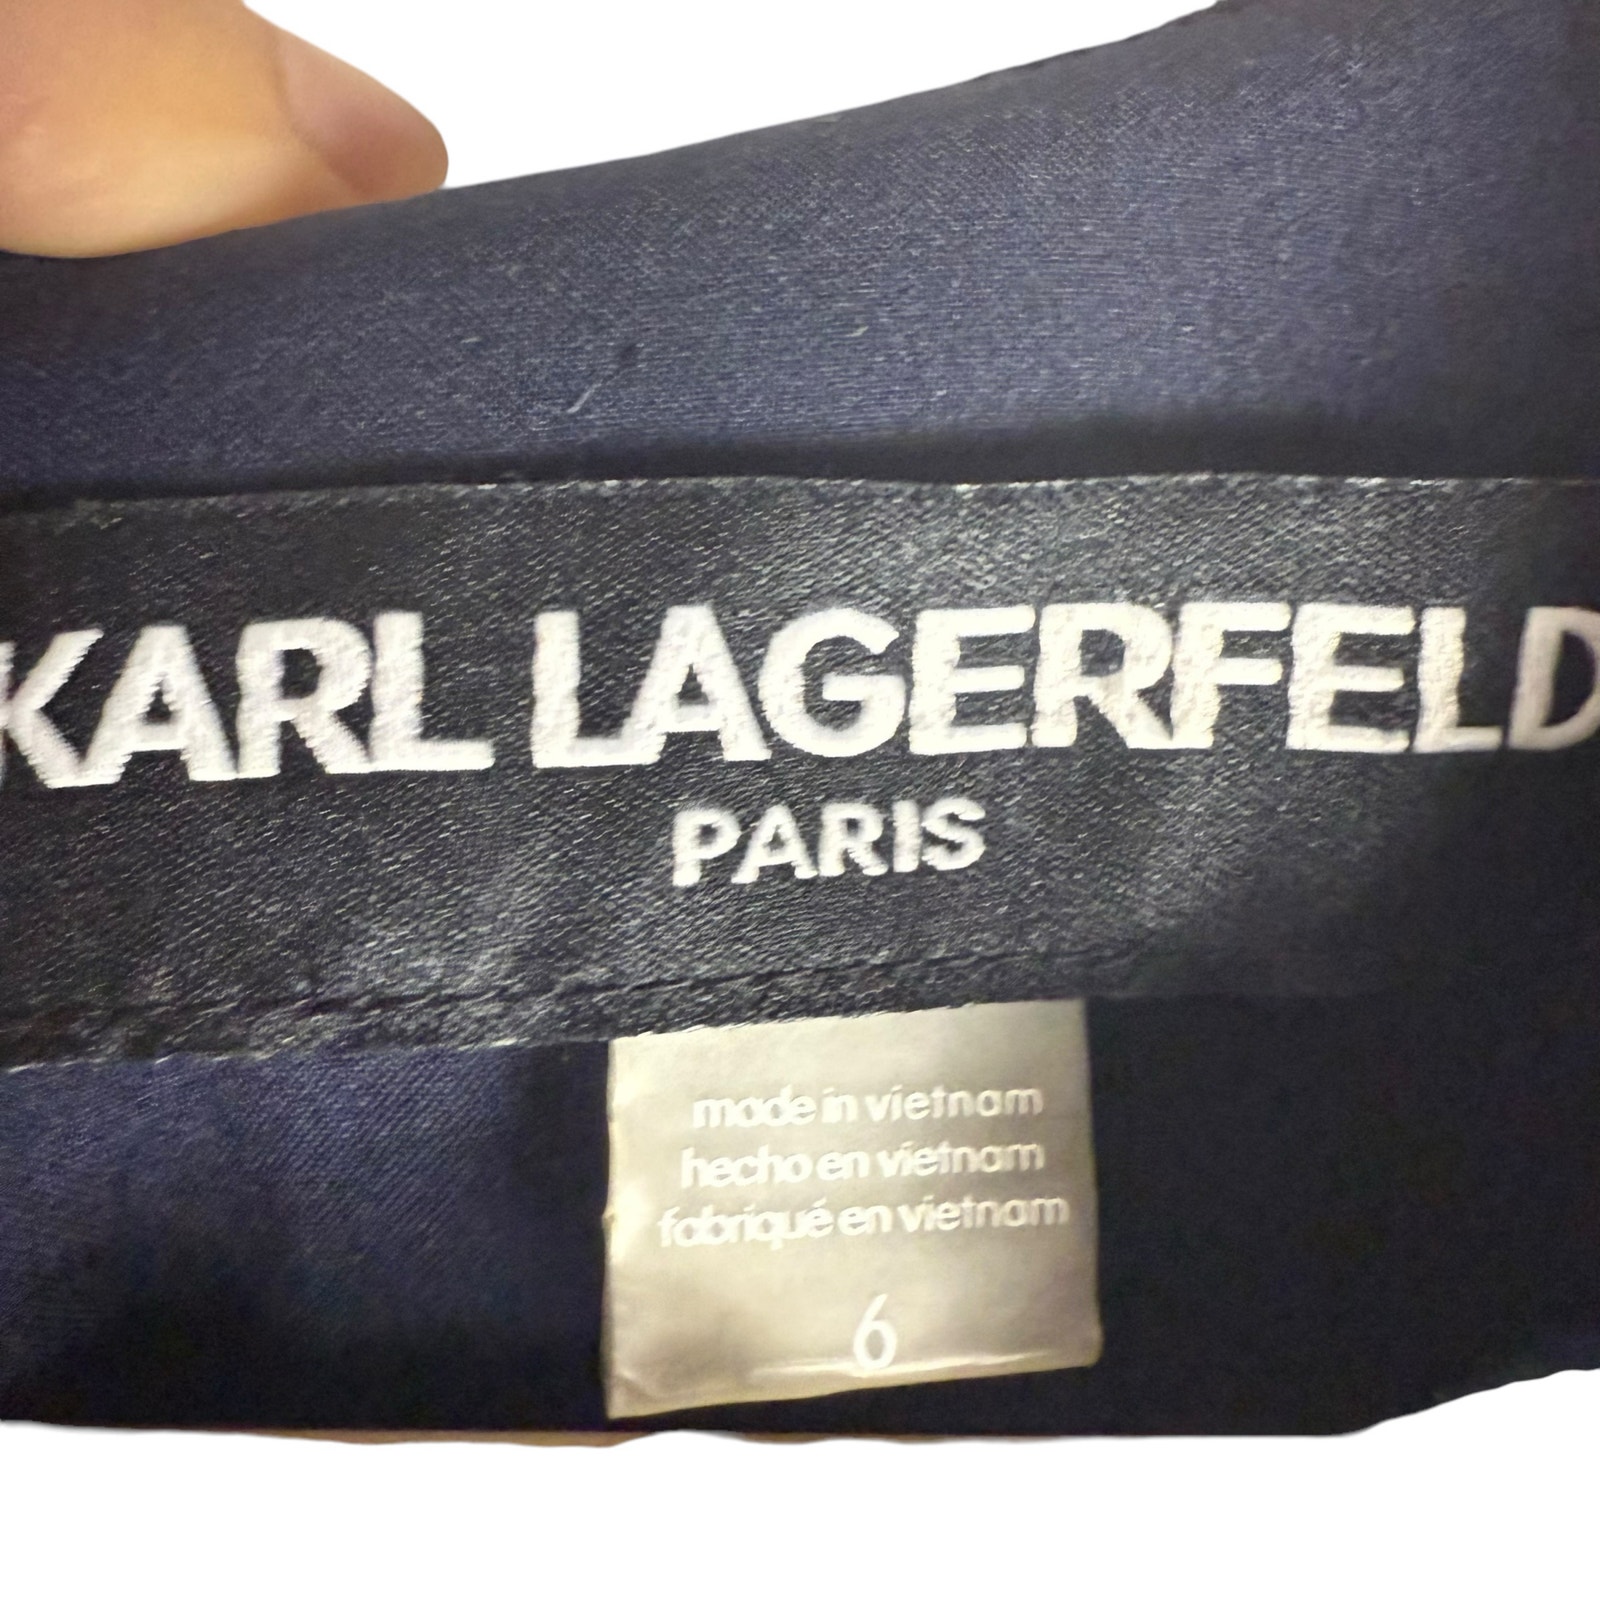 KARL LAGERFELD
PARIS
made in vietnam
hecho en vietnam
fabriqué en vietnam
6